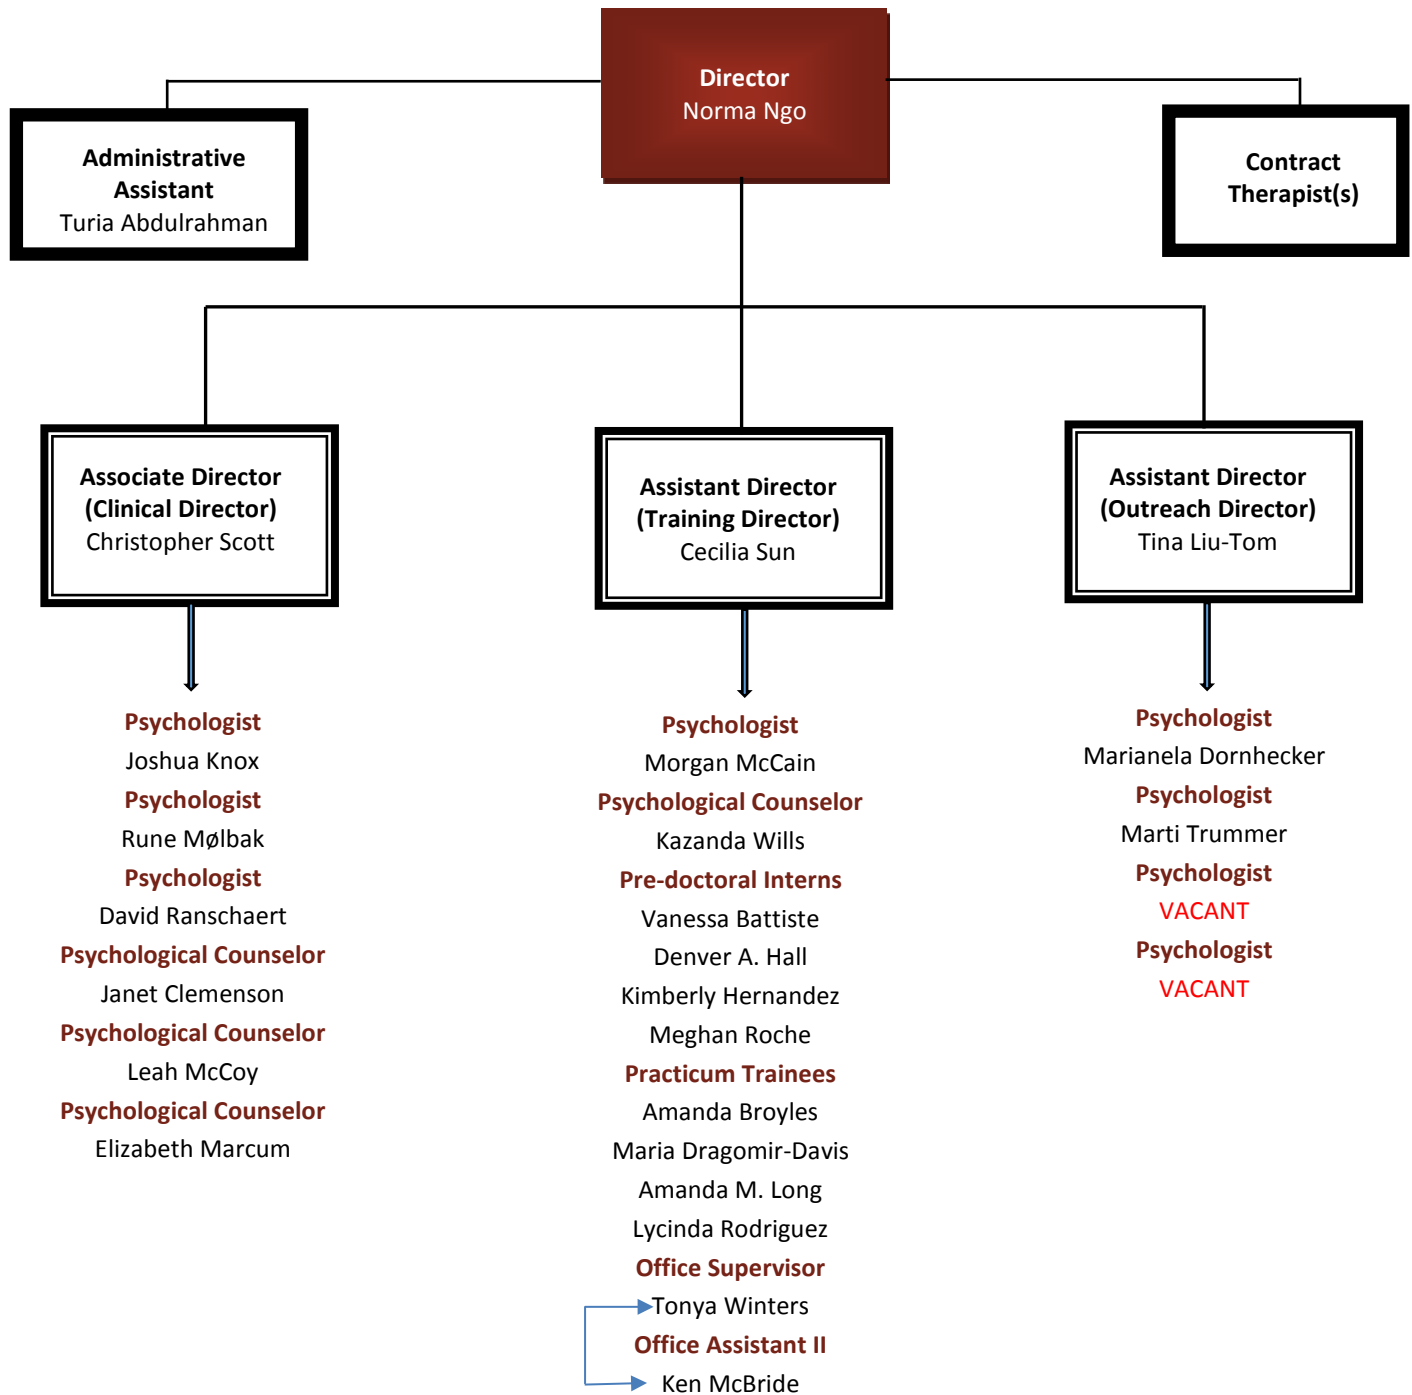 Director
Norma Ngo
Administrative
Assistant
Turia Abdulrahman
Contract
Therapist(s)
Associate Director
(Clinical Director)
Christopher Scott
Assistant Director
(Training Director)
Cecilia Sun
Assistant Director
(Outreach Director)
Tina Liu-Tom
Psychologist
Joshua Knox
Psychologist
Rune Mølbak
Psychologist
David Ranschaert
Psychological Counselor
Janet Clemenson
Psychological Counselor
Leah McCoy
Psychological Counselor
Elizabeth Marcum
Psychologist
Morgan McCain
Psychological Counselor
Kazanda Wills
Pre-doctoral Interns
Vanessa Battiste
Denver A. Hall
Kimberly Hernandez
Meghan Roche
Practicum Trainees
Amanda Broyles
Maria Dragomir-Davis
Amanda M. Long
Lycinda Rodriguez
Office Supervisor
Tonya Winters
Office Assistant II
Ken McBride
Psychologist
Marianela Dornhecker
Psychologist
Marti Trummer
Psychologist
VACANT
Psychologist
VACANT